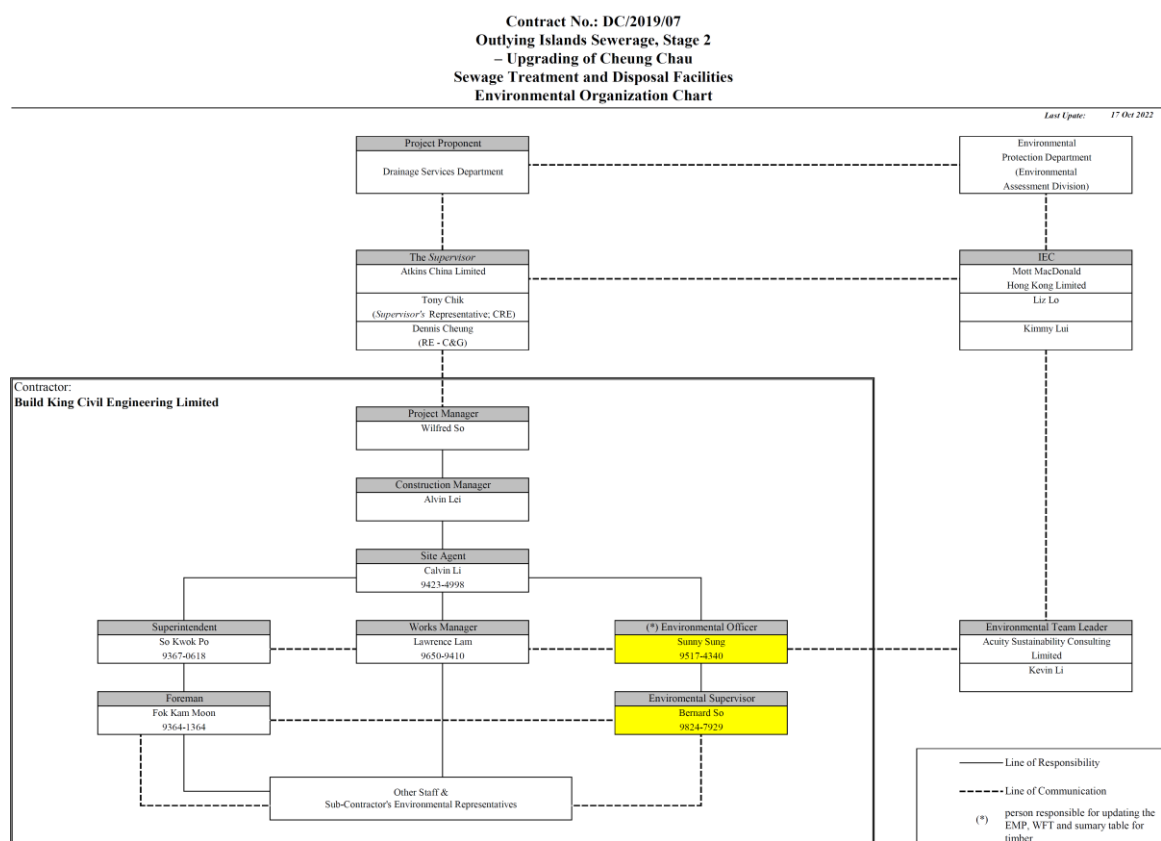 Contract No.: DC/2019/07
Outlying Islands Sewerage, Stage 2
– Upgrading of Cheung Chau
Sewage Treatment and Disposal Facilities
Environmental Organization Chart
Last Upate: 17 Oct 2022
Project Proponent
Drainage Services Department
Environmental
Protection Department
(Environmental
Assessment Division)
The Supervisor
Atkins China Limited
Tony Chik
(Supervisor's Representative; CRE)
Dennis Cheung
(RE - C&G)
IEC
Mott MacDonald
Hong Kong Limited
Liz Lo
Kimmy Lui
Contractor:
Build King Civil Engineering Limited
Project Manager
Wilfred So
Construction Manager
Alvin Lei
Site Agent
Calvin Li
9423-4998
Superintendent
So Kwok Po
9367-0618
Works Manager
Lawrence Lam
9650-9410
(*) Environmental Officer
Sunny Sung
9517-4340
Environmental Team Leader
Acuity Sustainability Consulting
Limited
Kevin Li
Foreman
Fok Kam Moon
9364-1364
Enviromental Supervisor
Bernard So
9824-7929
Other Staff &
Sub-Contractor's Environmental Representatives
Line of Responsibility
Line of Communication
(*) person responsible for updating the
EMP, WFT and sumary table for
timber